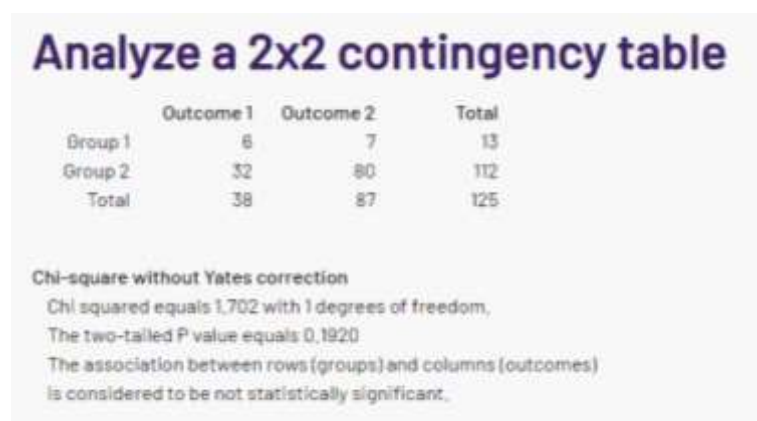 Analyze a 2x2 contingency table
Outcome 1 Outcome 2 Total
Group 1 6 7 13
Group 2 32 80 112
Total 38 87 125
Chi-square without Yates correction
Chi squared equals 1.702 with 1 degrees of freedom.
The two-tailed P value equals 0.1920
The association between rows (groups) and columns (outcomes)
is considered to be not statistically significant.